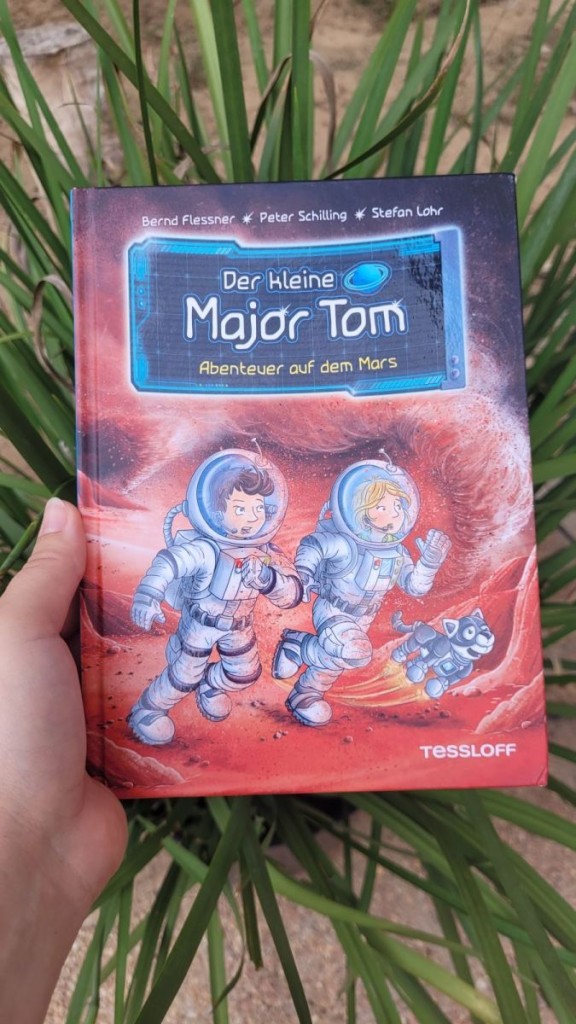 Bernd Flessner ✶ Peter Schilling ✶ Stefan Lohr
Der kleine
Major Tom
Abenteuer auf dem Mars
TESSLOFF